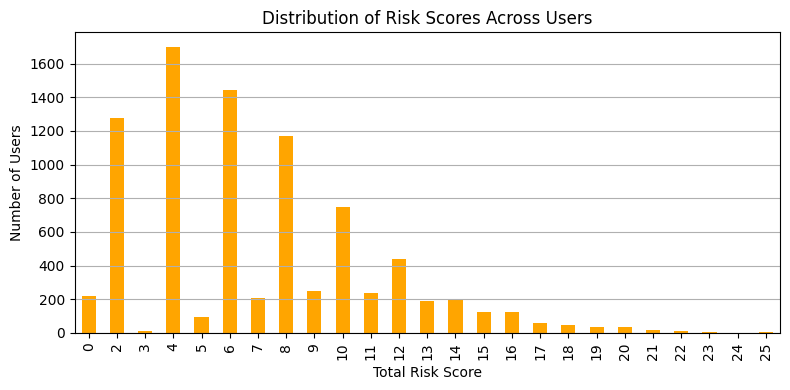 Distribution of Risk Scores Across Users
Number of Users
1600
1400
1200
1000
800
600
400
200
0
0 2 3 4 5 6 7 8 9 10 11 12 13 14 15 16 17 18 19 20 21 22 23 24 25
Total Risk Score